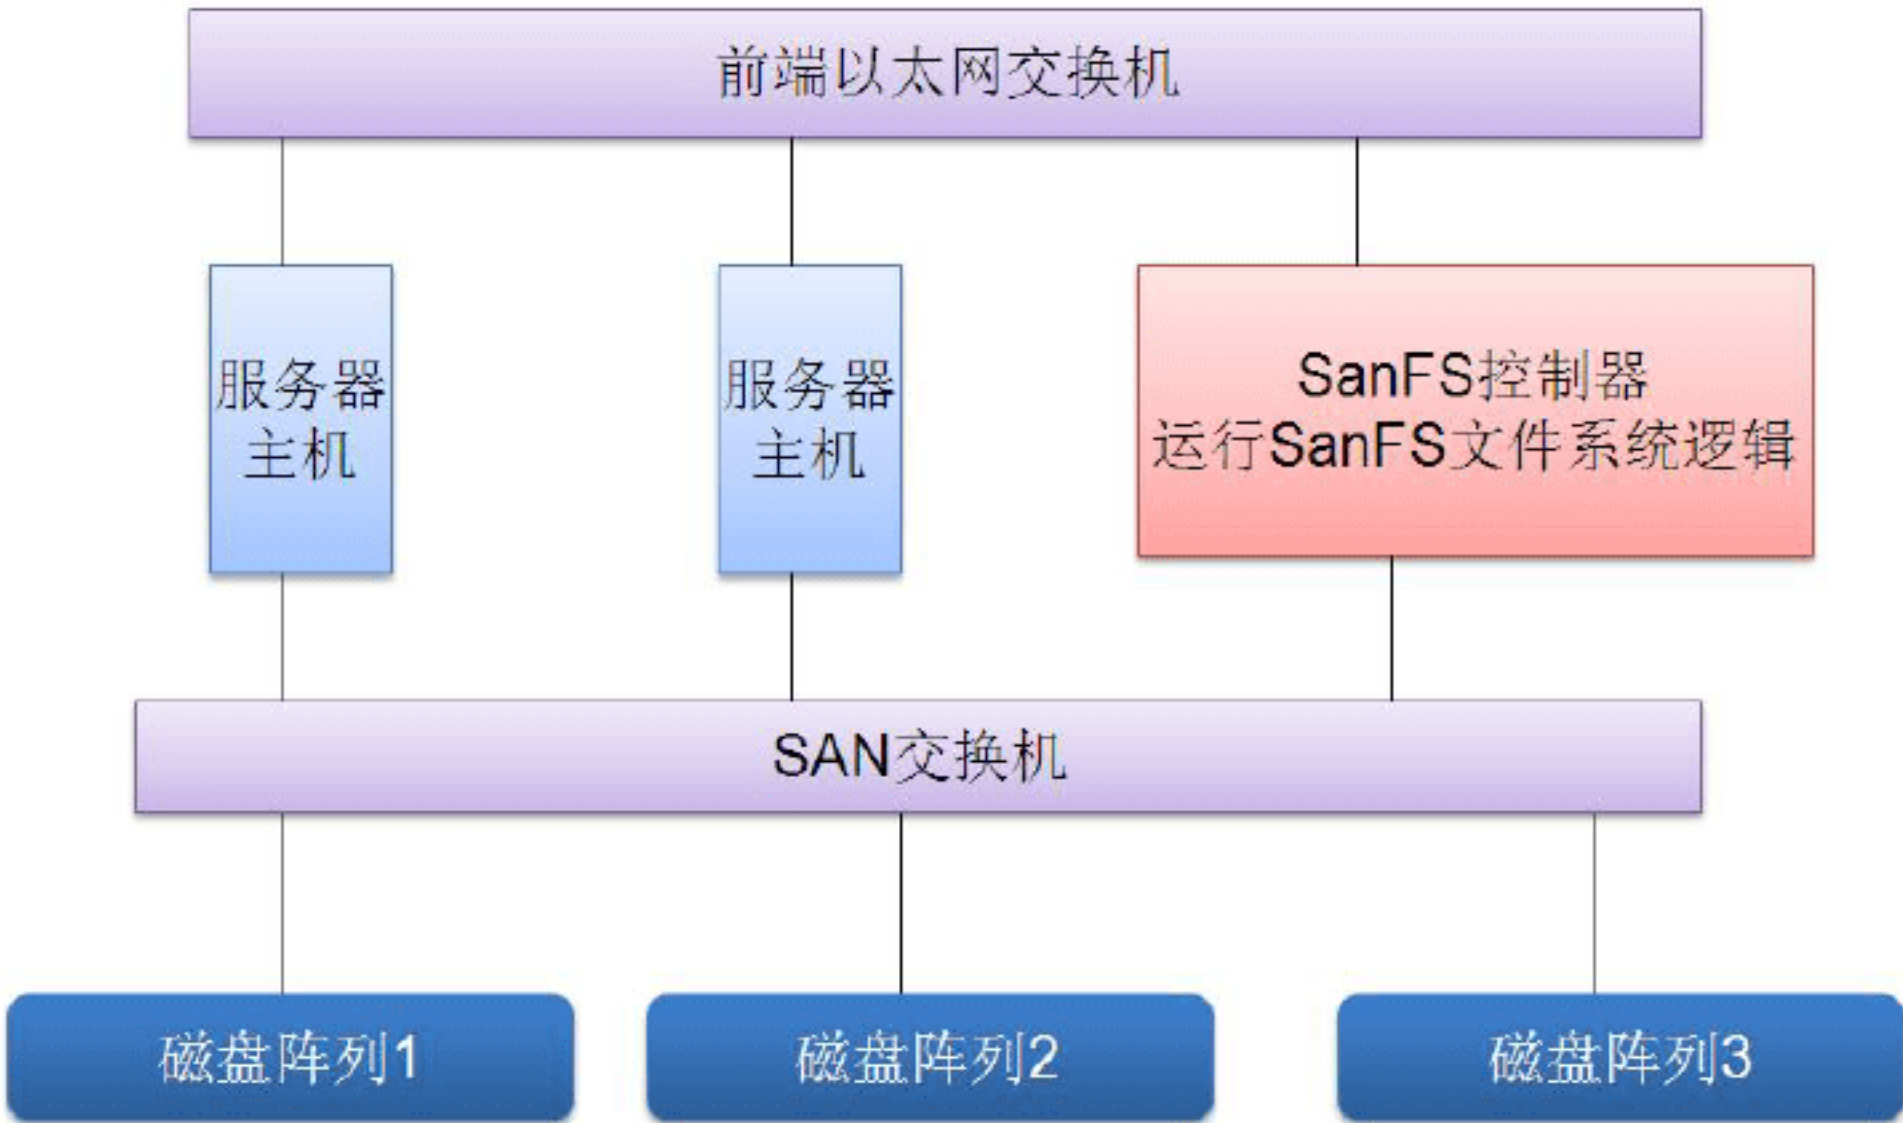 前端以太网交换机
服务器
主机
服务器
主机
SanFS控制器
运行SanFS文件系统逻辑
SAN交换机
磁盘阵列1
磁盘阵列2
磁盘阵列3